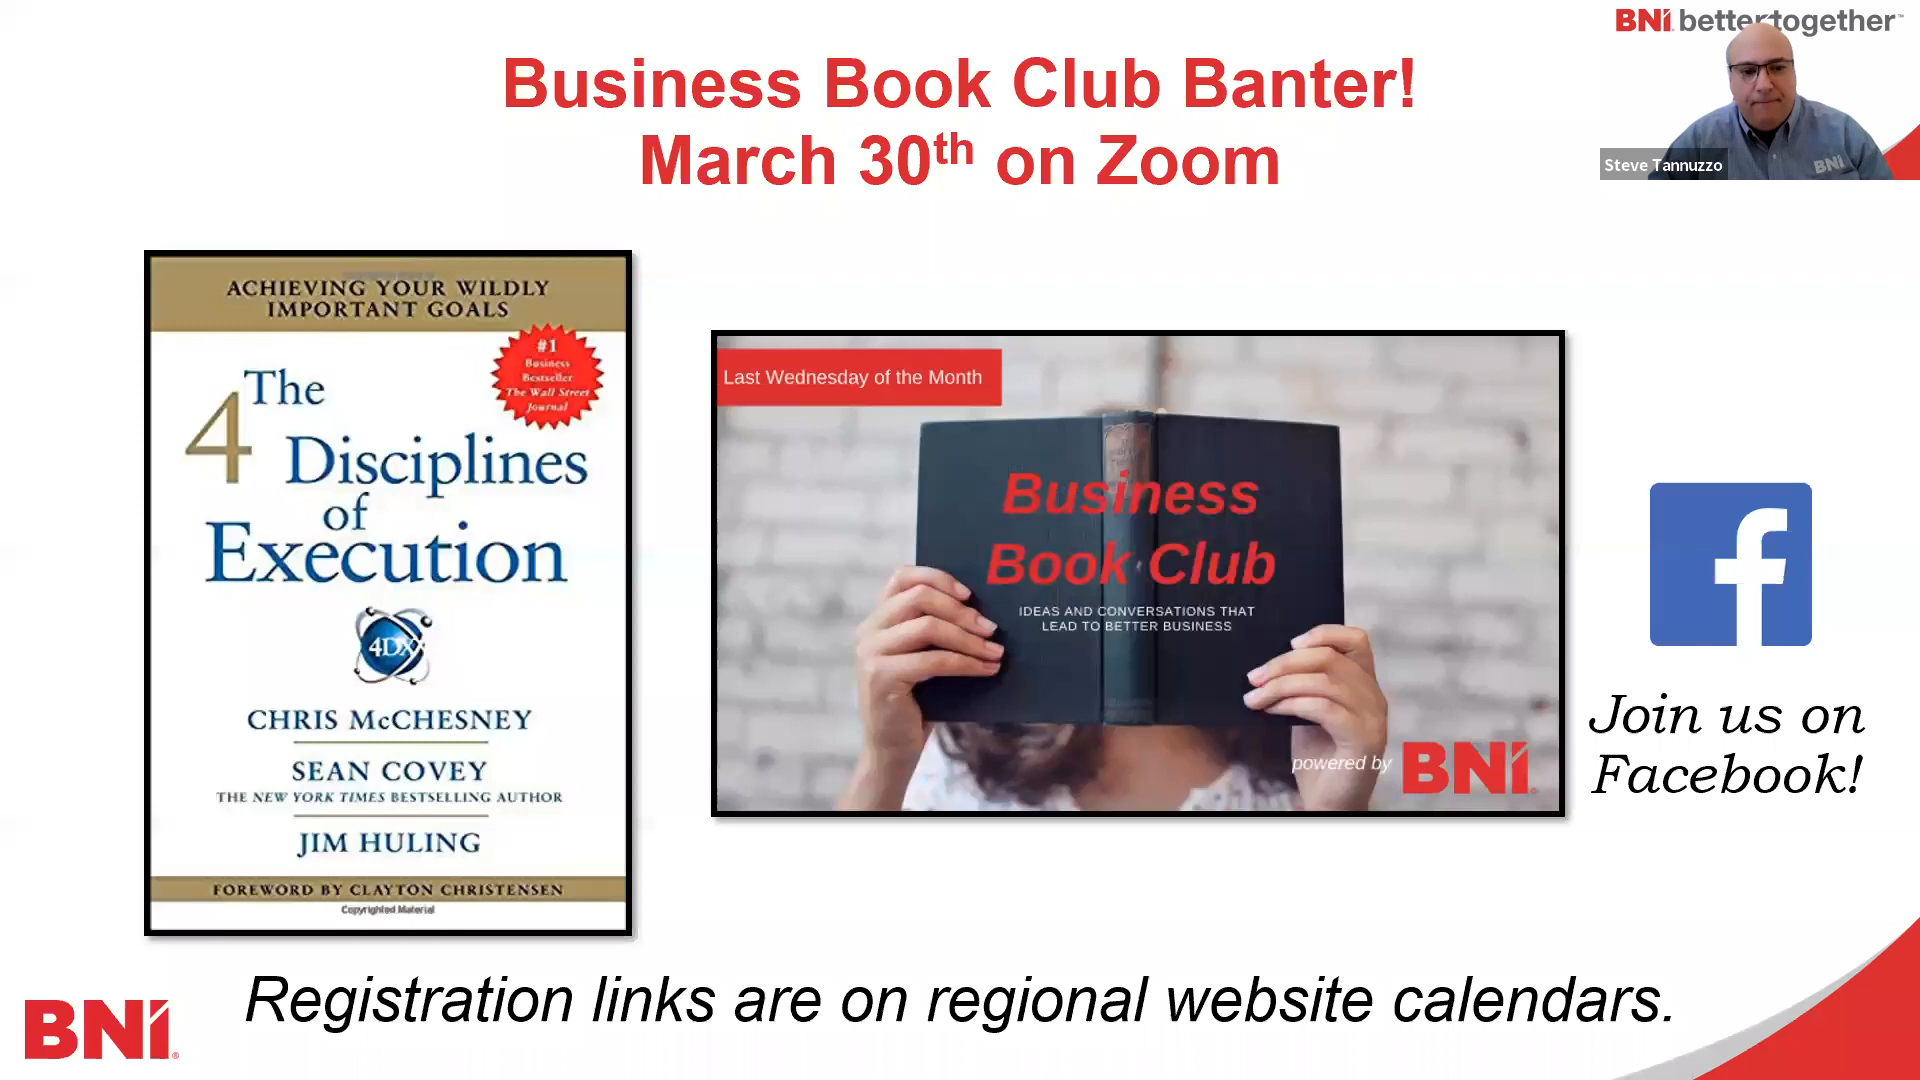 BNI. bettertogether™
Business Book Club Banter!
March 30th on Zoom
Steve Tannuzzo
BNI
ACHIEVING YOUR WILDLY
IMPORTANT GOALS
#1
Business
Bestseller
The Wall Street
Journal
The
4 Disciplines
of
Execution
4DX
CHRIS McCHESNEY
SEAN COVEY
THE NEW YORK TIMES BESTSELLING AUTHOR
JIM HULING
FOREWORD BY CLAYTON CHRISTENSEN
Copyrighted Material
Last Wednesday of the Month
Business
Book Club
IDEAS AND CONVERSATIONS THAT
LEAD TO BETTER BUSINESS
powered by BNI
f
Join us on
Facebook!
Registration links are on regional website calendars.
BNI®